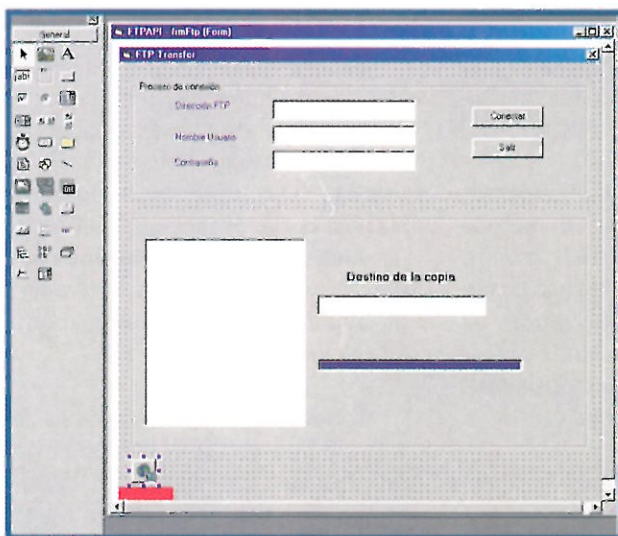 General
FTPAPI - frmFtp (Form)
FTP Transfer
Proceso de conexión
Dirección FTP
Conectar
Nombre Usuario
Salir
Contraseña
Destino de la copia
A
abl